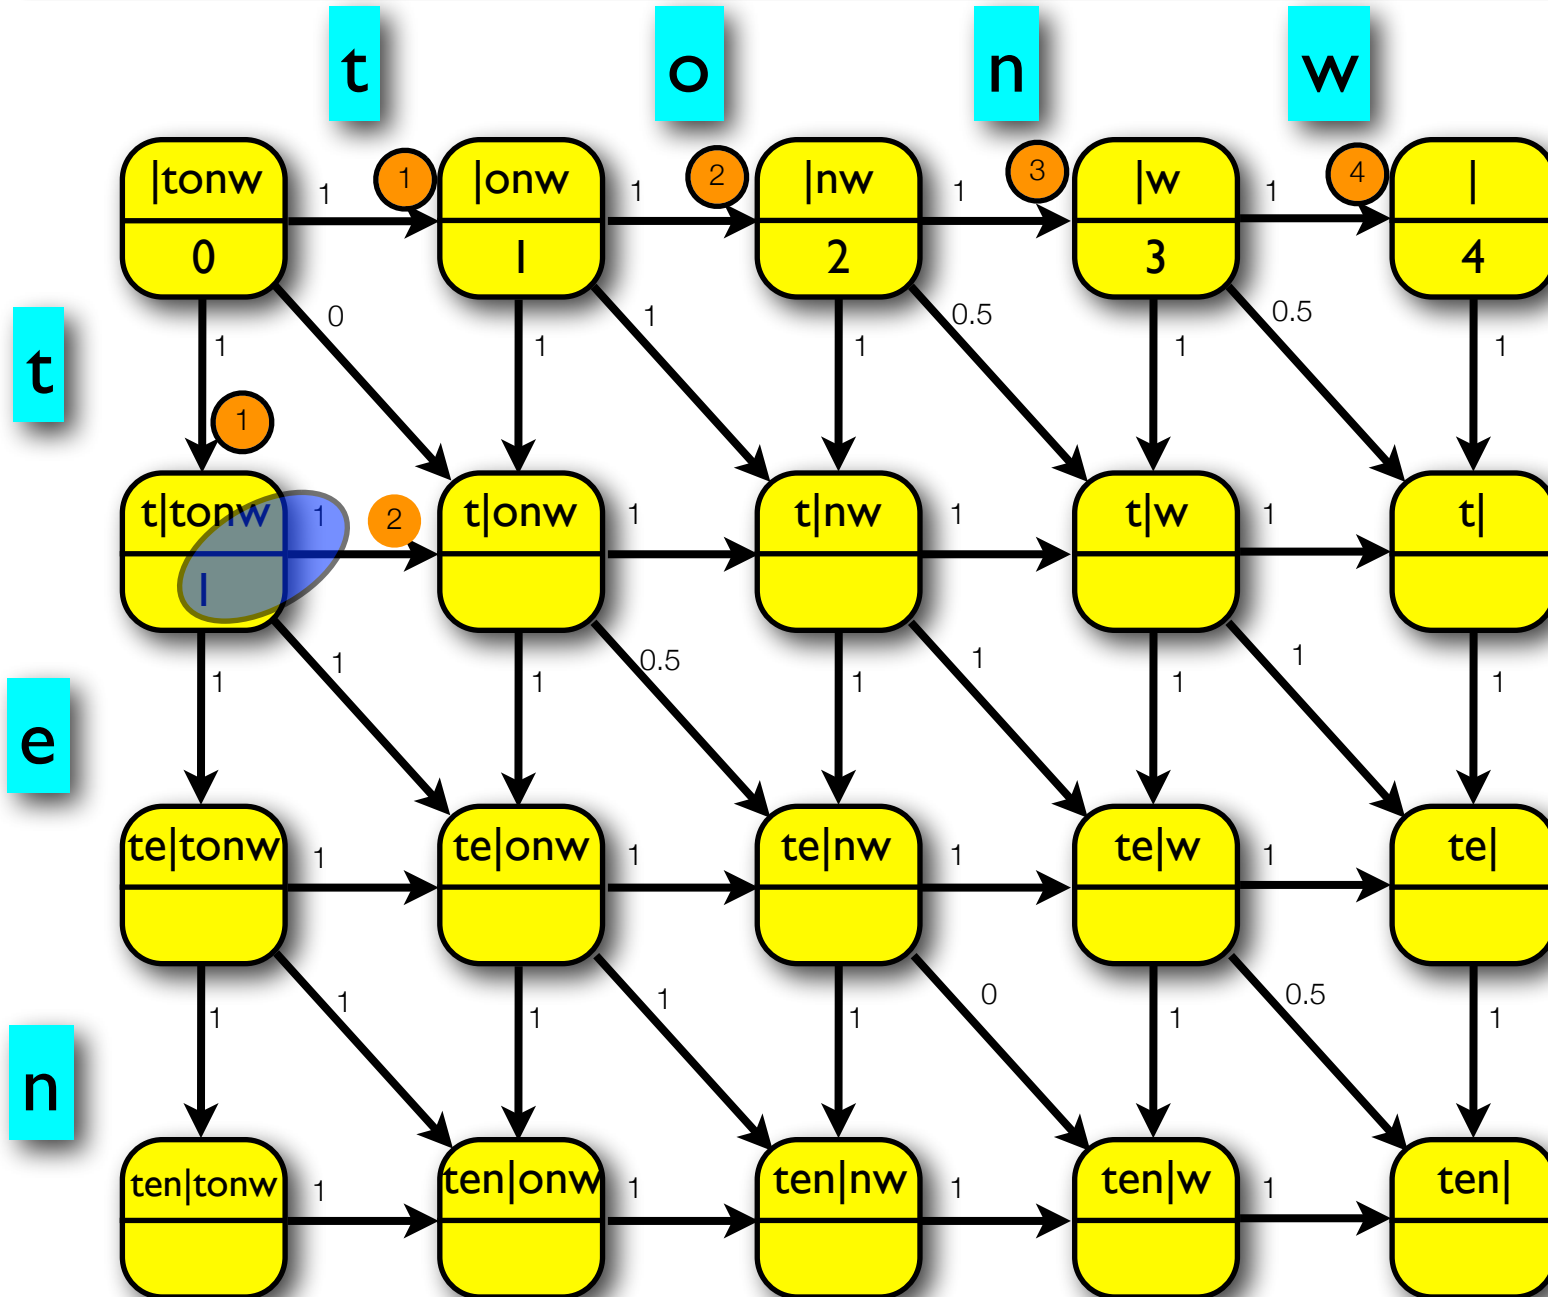 t o n w
1 2 3 4
|tonw |onw |nw |w |
1 1 1 1
0 1 2 3 4
0 1 0.5 0.5
t 1 1 1 1 1
1
t|tonw 1 2 t|onw 1 t|nw 1 t|w 1 t|
1
1 0.5 1 1
e 1 1 1 1 1
te|tonw 1 te|onw 1 te|nw 1 te|w 1 te|
1 1 0 0.5
n 1 1 1 1 1
ten|tonw 1 ten|onw 1 ten|nw 1 ten|w 1 ten|